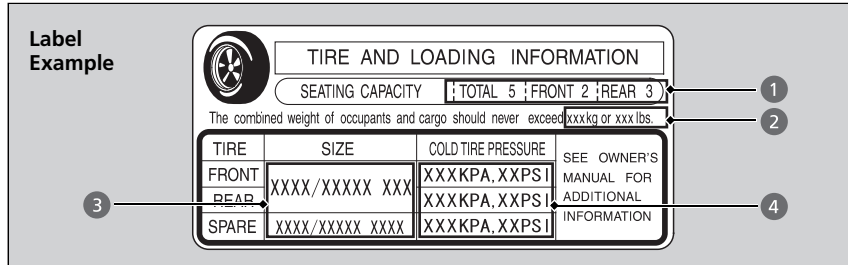 Label
Example
TIRE AND LOADING INFORMATION
SEATING CAPACITY TOTAL 5 FRONT 2 REAR 3
1
The combined weight of occupants and cargo should never exceed xxx kg or xxx lbs.
2
TIRE SIZE COLD TIRE PRESSURE
SEE OWNER'S
MANUAL FOR
ADDITIONAL
INFORMATION
FRONT XXXX/XXXXX XXX XXXKPA, XXPSI
REAR XXXKPA, XXPSI
SPARE XXXX/XXXXX XXXX XXXKPA, XXPSI
3
4